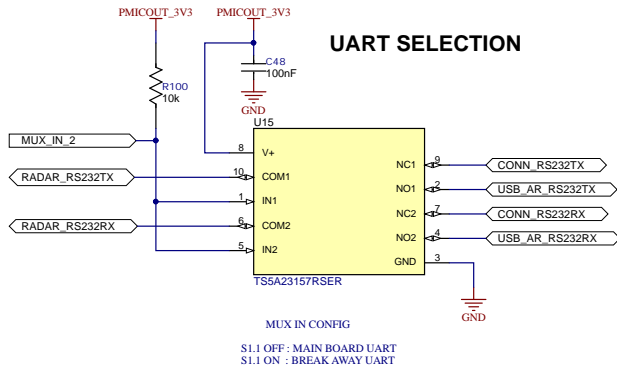 PMICOUT_3V3
PMICOUT_3V3
UART SELECTION
C48
100nF
R100
10k
GND
U15
MUX_IN_2
8
V+
NC1
9
CONN_RS232TX
RADAR_RS232TX
10
COM1
NO1
2
USB_AR_RS232TX
1
IN1
NC2
7
CONN_RS232RX
RADAR_RS232RX
6
COM2
NO2
4
USB_AR_RS232RX
5
IN2
GND
3
TS5A23157RSER
GND
MUX IN CONFIG
S1.1 OFF : MAIN BOARD UART
S1.1 ON : BREAK AWAY UART